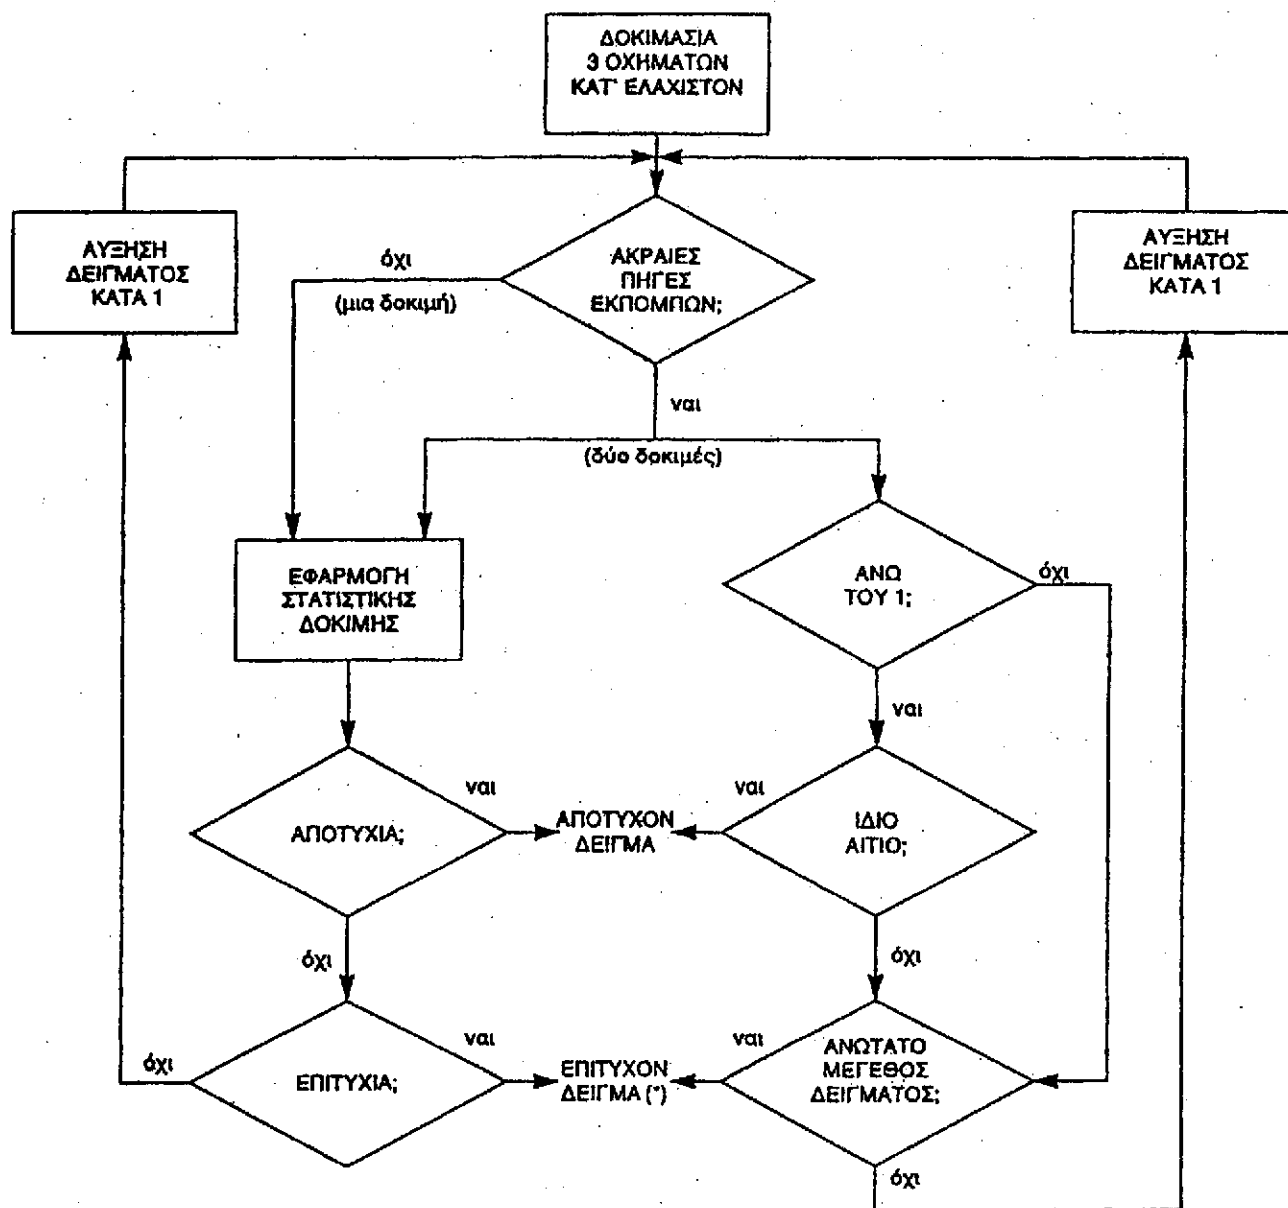 ΔΟΚΙΜΑΣΙΑ
3 ΟΧΗΜΑΤΩΝ
ΚΑΤ' ΕΛΑΧΙΣΤΟΝ
ΑΥΞΗΣΗ
ΔΕΙΓΜΑΤΟΣ
ΚΑΤΑ 1
όχι
(μια δοκιμή)
ΑΚΡΑΙΕΣ
ΠΗΓΕΣ
ΕΚΠΟΜΠΩΝ;
ΑΥΞΗΣΗ
ΔΕΙΓΜΑΤΟΣ
ΚΑΤΑ 1
ναι
(δύο δοκιμές)
ΕΦΑΡΜΟΓΗ
ΣΤΑΤΙΣΤΙΚΗΣ
ΔΟΚΙΜΗΣ
ΑΝΩ
ΤΟΥ 1;
όχι
ναι
ΑΠΟΤΥΧΙΑ;
ναι
ΑΠΟΤΥΧΟΝ
ΔΕΙΓΜΑ
ναι
ΙΔΙΟ
ΑΙΤΙΟ;
όχι
όχι
όχι
ΕΠΙΤΥΧΙΑ;
ναι
ΕΠΙΤΥΧΟΝ
ΔΕΙΓΜΑ (*)
ναι
ΑΝΩΤΑΤΟ
ΜΕΓΕΘΟΣ
ΔΕΙΓΜΑΤΟΣ;
όχι